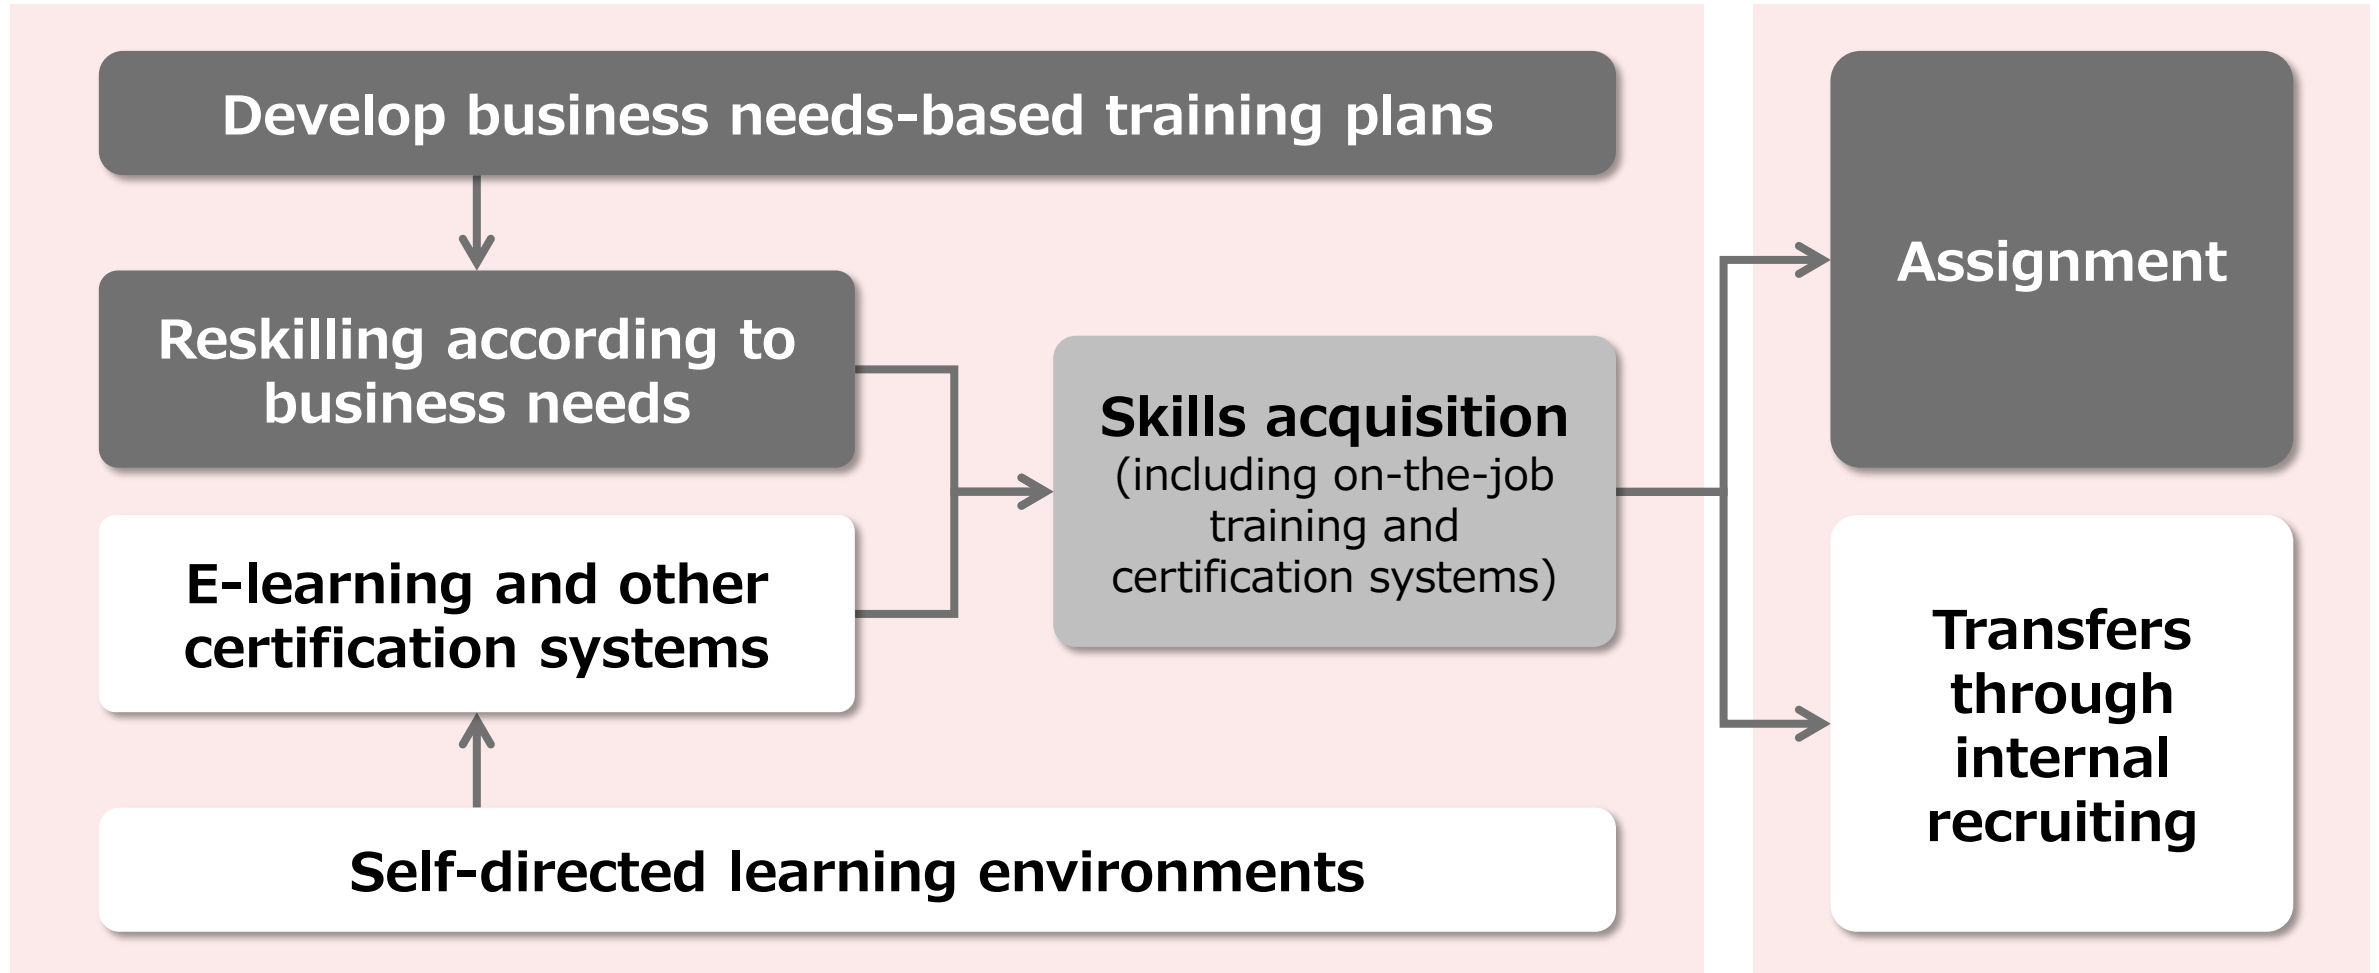 Develop business needs-based training plans
Reskilling according to
business needs
E-learning and other
certification systems
Self-directed learning environments
Skills acquisition
(including on-the-job
training and
certification systems)
Assignment
Transfers
through
internal
recruiting